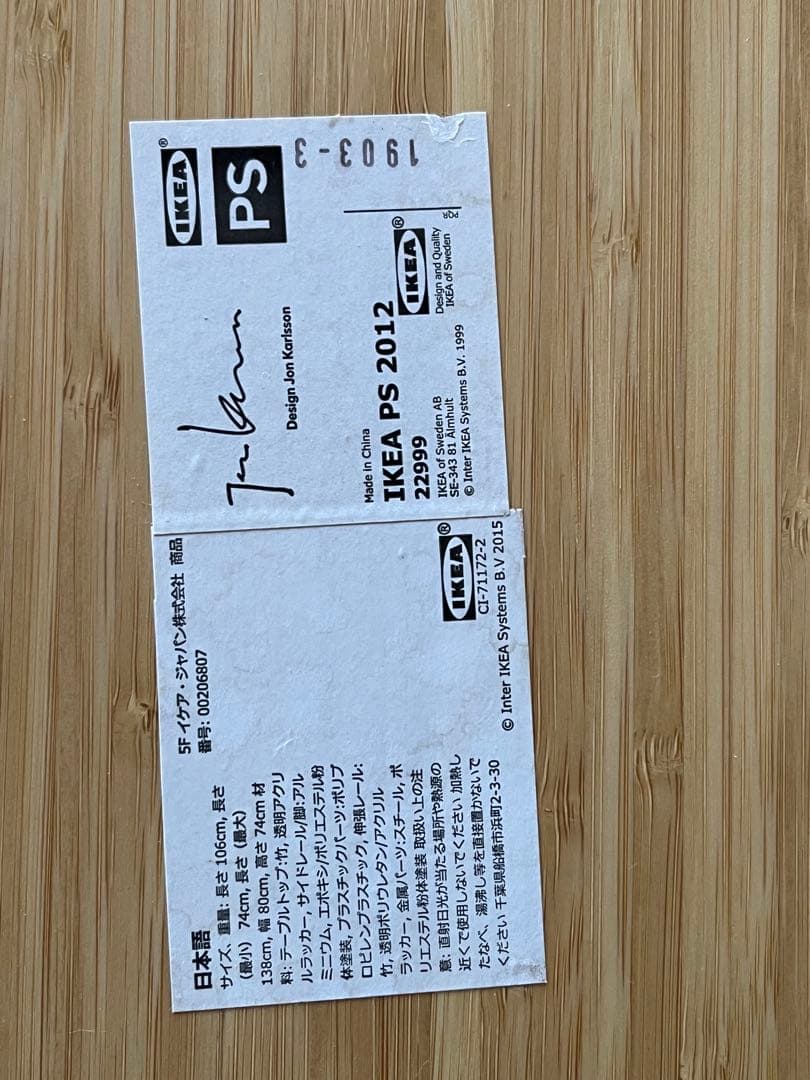 日本語
サイズ、重量: 長さ 106cm, 長さ
(最小) 74cm, 長さ (最大)
138cm, 幅 80cm, 高さ 74cm 材
料: テーブルトップ:竹, 透明アクリ
ルラッカー, サイドレール/脚:アル
ミニウム, エポキシ/ポリエステル粉
体塗装, プラスチックパーツ:ポリプ
ロピレンプラスチック, 伸張レール:
竹, 透明ポリウレタン/アクリル
ラッカー, 金属パーツ:スチール, ポ
リエステル粉体塗装 取扱い上の注
意: 直射日光が当たる場所や熱源の
近くで使用しないでください 加熱し
たなべ、湯沸し等を直接置かないで
ください 千葉県船橋市浜町2-3-30
5F イケア・ジャパン株式会社 商品
番号: 00206807
IKEA®
CI-71172-2
© Inter IKEA Systems B.V 2015
IKEA®
PS
1903-3
Jon Karlsson
Design Jon Karlsson
Made in China
IKEA PS 2012
22999
IKEA of Sweden AB
SE-343 81 Älmhult
© Inter IKEA Systems B.V. 1999
IKEA®
Design and Quality
IKEA of Sweden